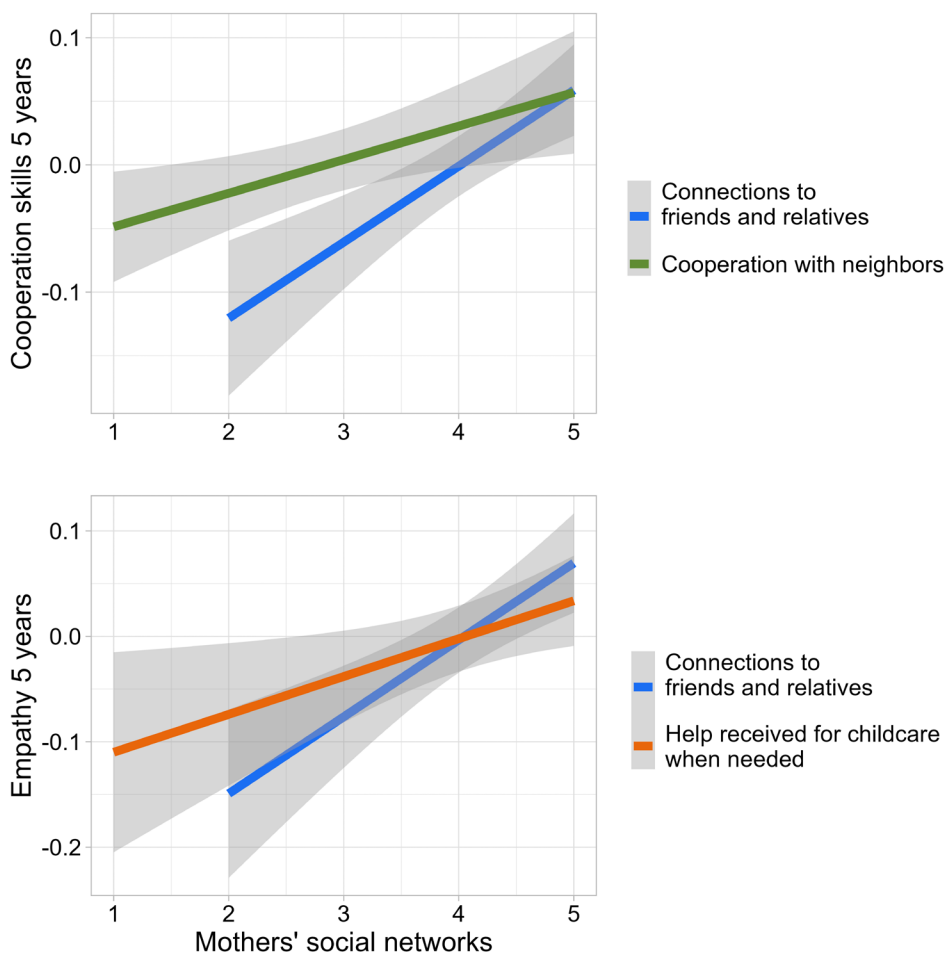 Cooperation skills 5 years
0.1
0.0
-0.1
1 2 3 4 5
Connections to
friends and relatives
Cooperation with neighbors
Empathy 5 years
0.1
0.0
-0.1
-0.2
1 2 3 4 5
Mothers' social networks
Connections to
friends and relatives
Help received for childcare
when needed